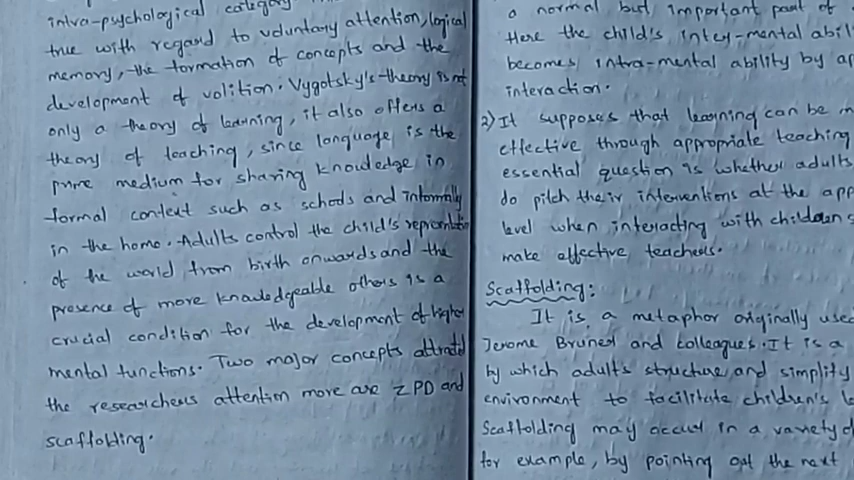 intra-psychological category
true with regard to voluntary attention, logical
memory, the formation of concepts and the
development of volition. Vygotsky's theory is not
only a theory of learning, it also offers a
theory of teaching, since language is the
prime medium for sharing knowledge in
formal context such as schools and informally
in the home. Adults control the child's representation
of the world from birth onwards and the
presence of more knowledgeable others is a
crucial condition for the development of higher
mental functions. Two major concepts attracted
the researchers attention more are ZPD and
scaffolding.
a normal but important part of
Here the child's inter-mental abil
becomes intra-mental ability by ap
interaction.
2) It supposes that learning can be m
effective through appropriate teaching
essential question is whether adults
do pitch their interventions at the app
level when interacting with children
make effective teachers.
Scaffolding:
It is a metaphor originally used
Jerome Bruner and colleagues. It is a
by which adults structure and simplify
environment to facilitate children's l
Scaffolding may occur in a variety of
for example, by pointing out the next